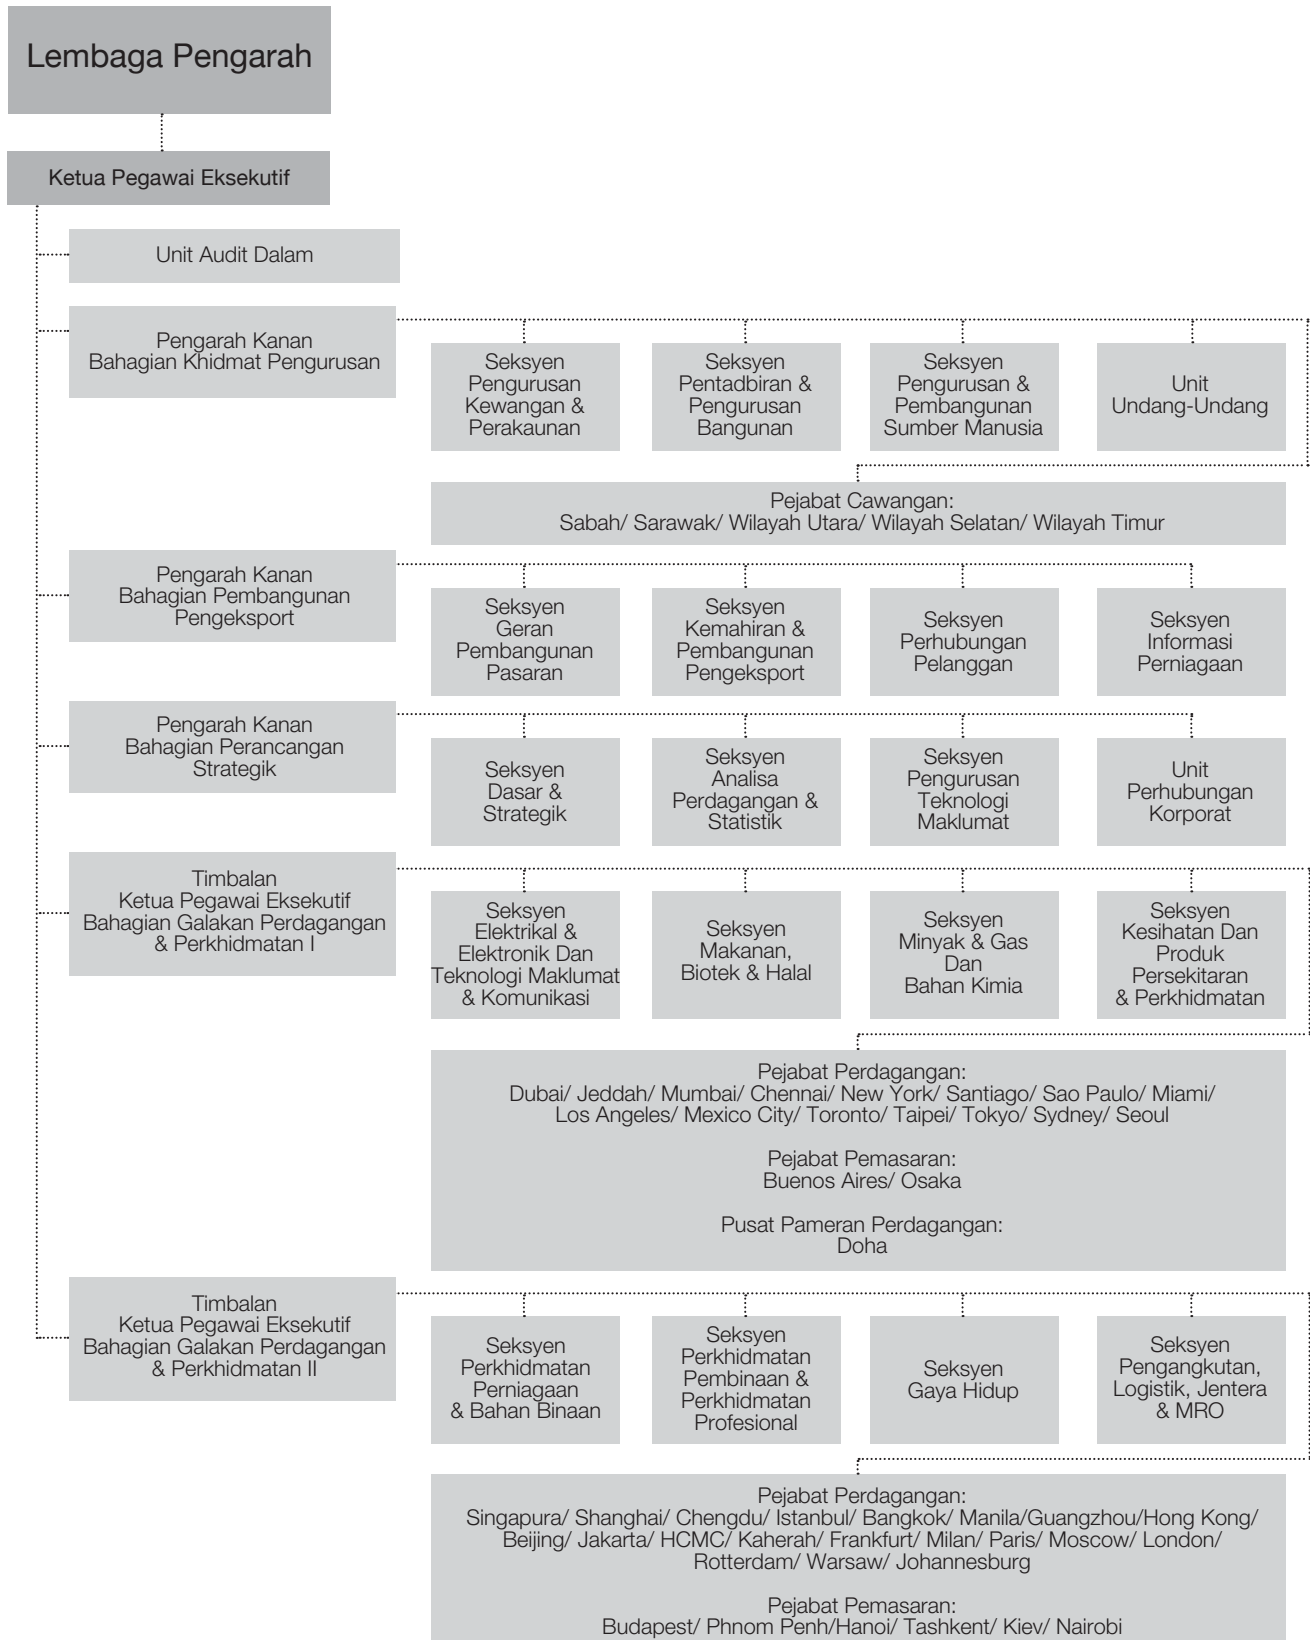 Lembaga Pengarah
Ketua Pegawai Eksekutif
Unit Audit Dalam
Pengarah Kanan
Bahagian Khidmat Pengurusan
Seksyen
Pengurusan
Kewangan &
Perakaunan
Seksyen
Pentadbiran &
Pengurusan
Bangunan
Seksyen
Pengurusan &
Pembangunan
Sumber Manusia
Unit
Undang-Undang
Pejabat Cawangan:
Sabah/ Sarawak/ Wilayah Utara/ Wilayah Selatan/ Wilayah Timur
Pengarah Kanan
Bahagian Pembangunan
Pengeksport
Seksyen
Geran
Pembangunan
Pasaran
Seksyen
Kemahiran &
Pembangunan
Pengeksport
Seksyen
Perhubungan
Pelanggan
Seksyen
Informasi
Perniagaan
Pengarah Kanan
Bahagian Perancangan
Strategik
Seksyen
Dasar &
Strategik
Seksyen
Analisa
Perdagangan &
Statistik
Seksyen
Pengurusan
Teknologi
Maklumat
Unit
Perhubungan
Korporat
Timbalan
Ketua Pegawai Eksekutif
Bahagian Galakan Perdagangan
& Perkhidmatan I
Seksyen
Elektrikal &
Elektronik Dan
Teknologi Maklumat
& Komunikasi
Seksyen
Makanan,
Biotek & Halal
Seksyen
Minyak & Gas
Dan
Bahan Kimia
Seksyen
Kesihatan Dan
Produk
Persekitaran
& Perkhidmatan
Pejabat Perdagangan:
Dubai/ Jeddah/ Mumbai/ Chennai/ New York/ Santiago/ Sao Paulo/ Miami/
Los Angeles/ Mexico City/ Toronto/ Taipei/ Tokyo/ Sydney/ Seoul
Pejabat Pemasaran:
Buenos Aires/ Osaka
Pusat Pameran Perdagangan:
Doha
Timbalan
Ketua Pegawai Eksekutif
Bahagian Galakan Perdagangan
& Perkhidmatan II
Seksyen
Perkhidmatan
Perniagaan
& Bahan Binaan
Seksyen
Perkhidmatan
Pembinaan &
Perkhidmatan
Profesional
Seksyen
Gaya Hidup
Seksyen
Pengangkutan,
Logistik, Jentera
& MRO
Pejabat Perdagangan:
Singapura/ Shanghai/ Chengdu/ Istanbul/ Bangkok/ Manila/Guangzhou/Hong Kong/
Beijing/ Jakarta/ HCMC/ Kaherah/ Frankfurt/ Milan/ Paris/ Moscow/ London/
Rotterdam/ Warsaw/ Johannesburg
Pejabat Pemasaran:
Budapest/ Phnom Penh/Hanoi/ Tashkent/ Kiev/ Nairobi